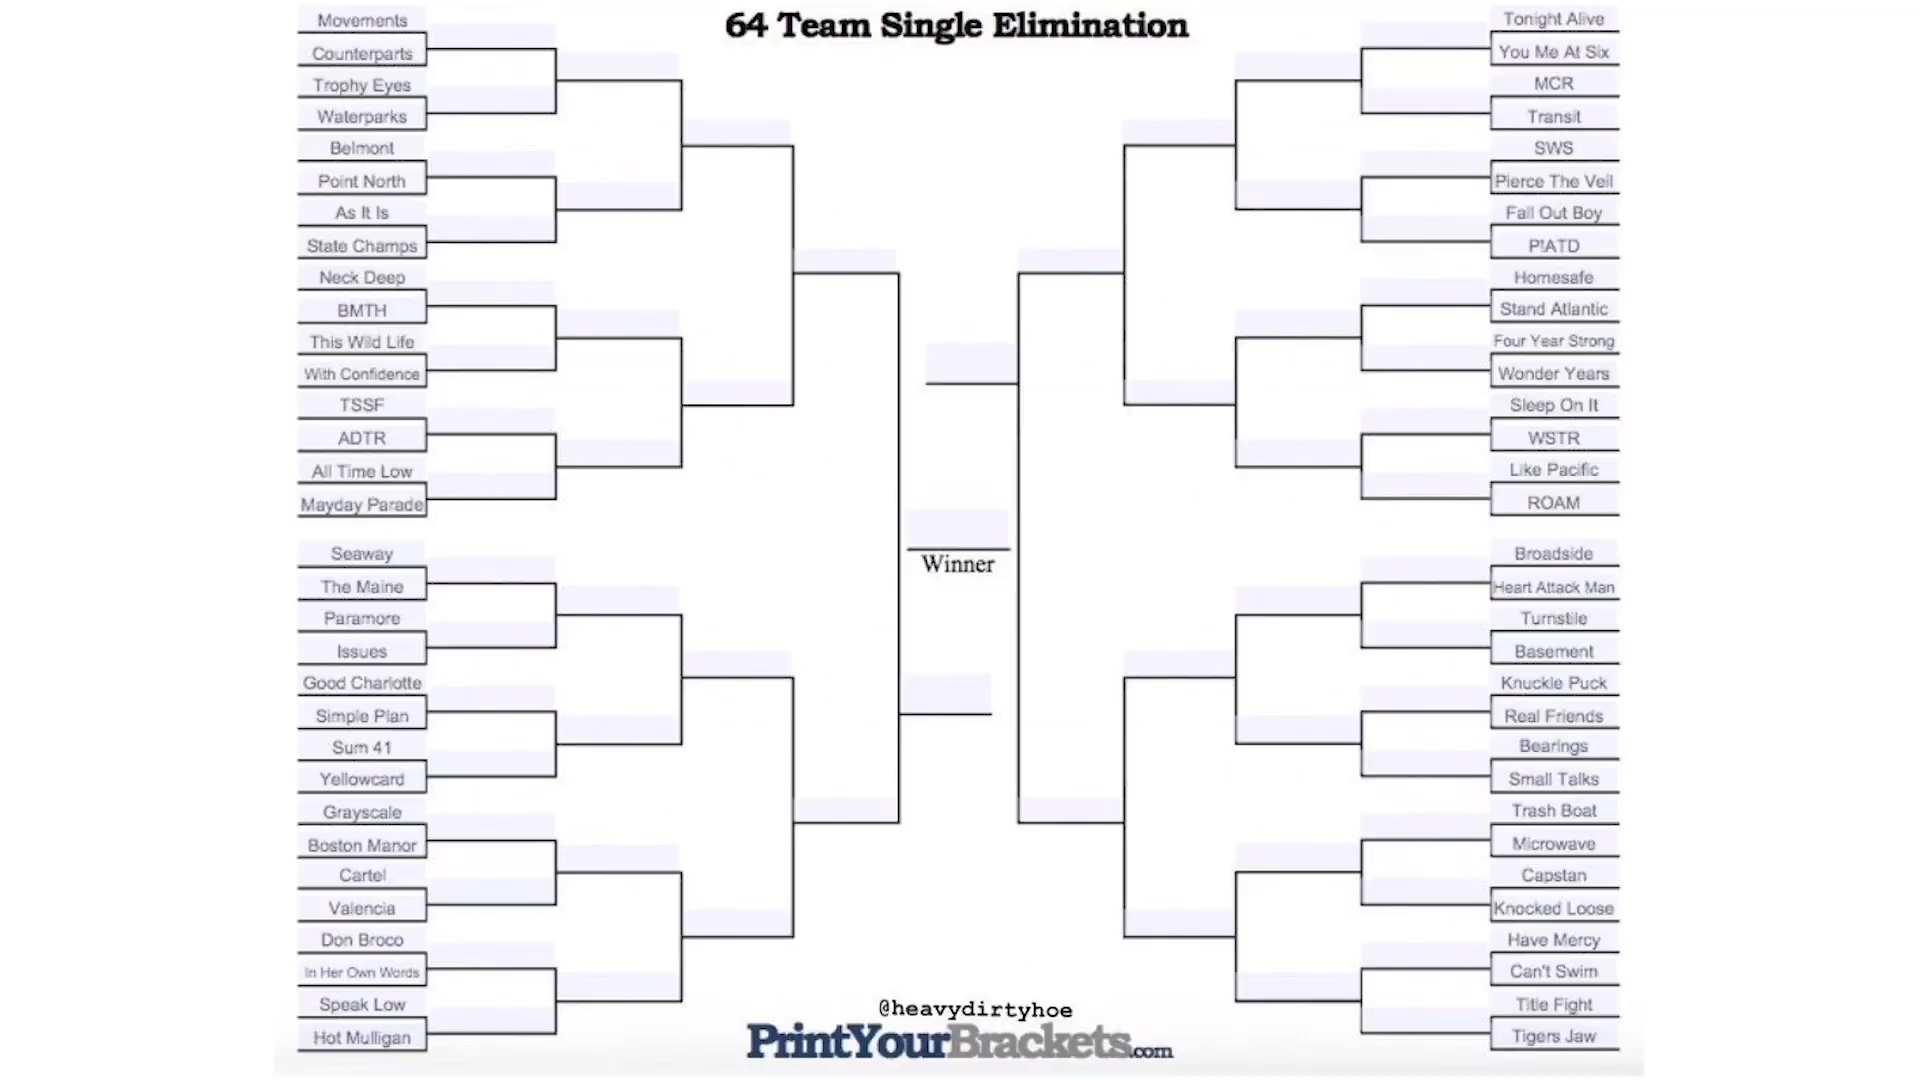 64 Team Single Elimination
Movements
Counterparts
Trophy Eyes
Waterparks
Belmont
Point North
As It Is
State Champs
Neck Deep
BMTH
This Wild Life
With Confidence
TSSF
ADTR
All Time Low
Mayday Parade
Seaway
The Maine
Paramore
Issues
Good Charlotte
Simple Plan
Sum 41
Yellowcard
Grayscale
Boston Manor
Cartel
Valencia
Don Broco
In Her Own Words
Speak Low
Hot Mulligan
Winner
Tonight Alive
You Me At Six
MCR
Transit
SWS
Pierce The Veil
Fall Out Boy
P!ATD
Homesafe
Stand Atlantic
Four Year Strong
Wonder Years
Sleep On It
WSTR
Like Pacific
ROAM
Broadside
Heart Attack Man
Turnstile
Basement
Knuckle Puck
Real Friends
Bearings
Small Talks
Trash Boat
Microwave
Capstan
Knocked Loose
Have Mercy
Can't Swim
Title Fight
Tigers Jaw
@heavydirtyhoe
PrintYourBrackets.com